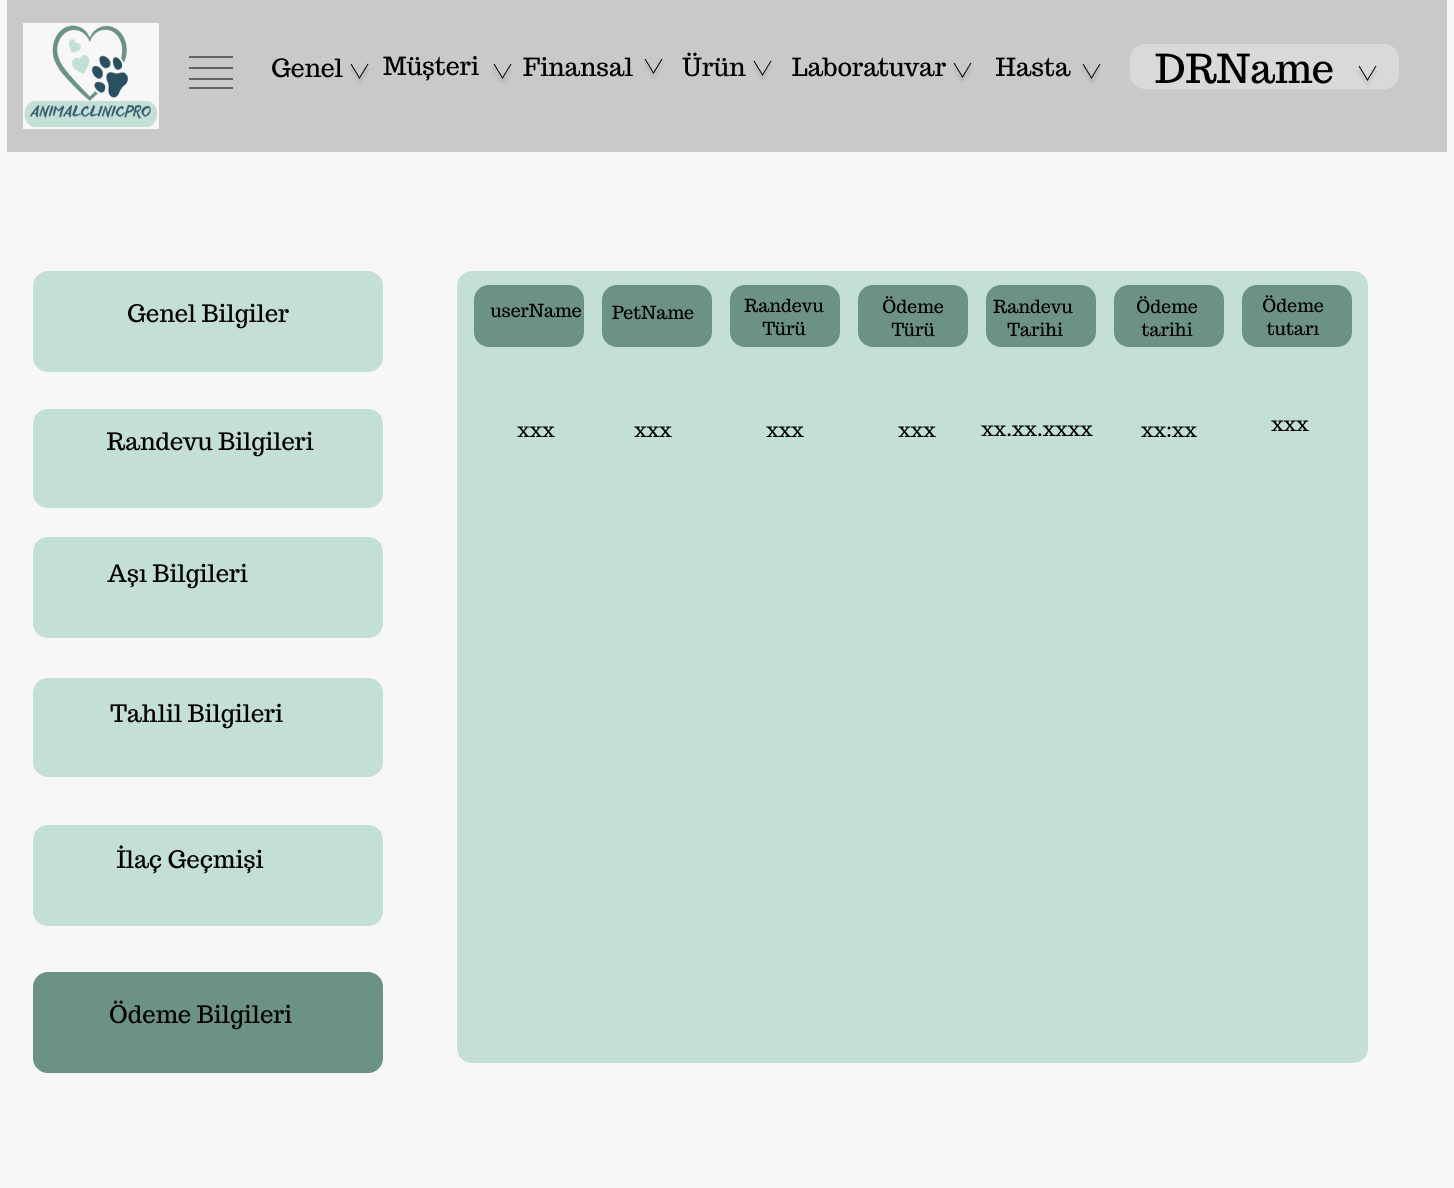 ANIMALCLINICPRO
Genel
Müşteri
Finansal
Ürün
Laboratuvar
Hasta
DRName
Genel Bilgiler
Randevu Bilgileri
Aşı Bilgileri
Tahlil Bilgileri
İlaç Geçmişi
Ödeme Bilgileri
userName
PetName
Randevu
Türü
Ödeme
Türü
Randevu
Tarihi
Ödeme
tarihi
Ödeme
tutarı
xxx
xxx
xxx
xxx
xx.xx.xxxx
xx:xx
xxx